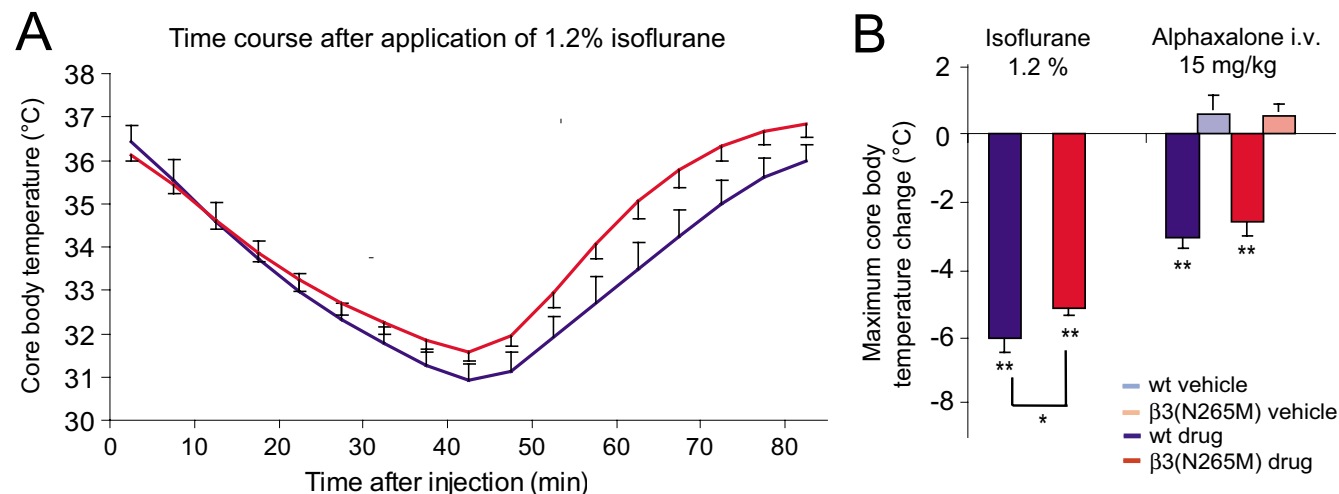 A
Time course after application of 1.2% isoflurane
Core body temperature (°C)
38
37
36
35
34
33
32
31
30
0 10 20 30 40 50 60 70 80
Time after injection (min)
B
Isoflurane
1.2 %
Alphaxalone i.v.
15 mg/kg
Maximum core body
temperature change (°C)
2
0
-2
-4
-6
-8
**
**
*
**
**
wt vehicle
β3(N265M) vehicle
wt drug
β3(N265M) drug